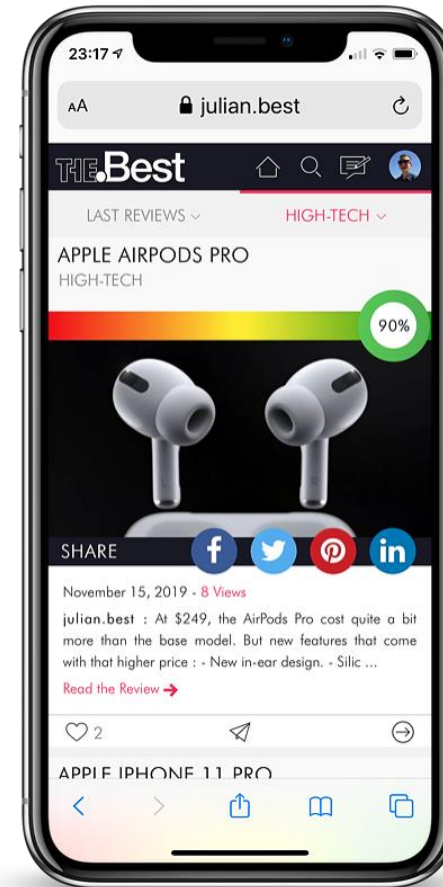 23:17
AA julian.best
THE.Best
LAST REVIEWS HIGH-TECH
APPLE AIRPODS PRO
HIGH-TECH
90%
SHARE f in
November 15, 2019 - 8 Views
julian.best : At $249, the AirPods Pro cost quite a bit
more than the base model. But new features that come
with that higher price : - New in-ear design. - Silic ...
Read the Review
2
APPLE IPHONE 11 PRO